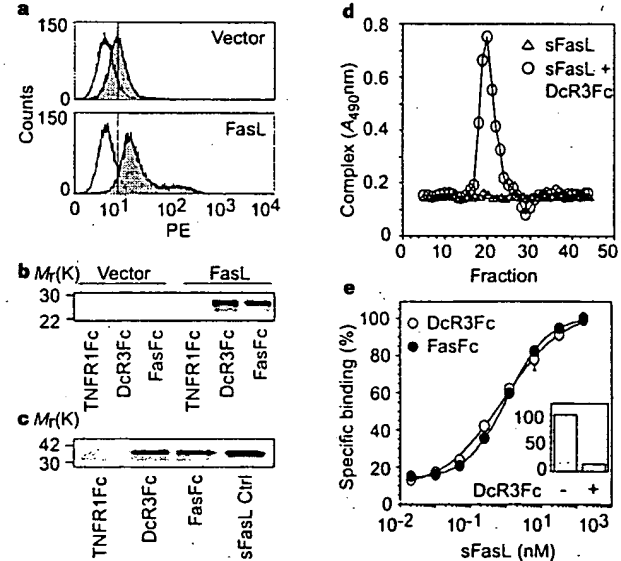 a
150
Vector
0
150
FasL
0
Counts
0 10¹ 10² 10³ 10⁴
PE
b Mr(K) Vector FasL
30
22
TNFR1Fc DcR3Fc FasFc TNFR1Fc DcR3Fc FasFc
c Mr(K)
42
30
TNFR1Fc DcR3Fc FasFc sFasL Ctrl
d
0.8
0.6
0.4
0.2
0
Complex (A490nm)
sFasL
sFasL +
DcR3Fc
0 10 20 30 40 50
Fraction
e
100
80
60
40
20
0
Specific binding (%)
DcR3Fc
FasFc
100
50
0
DcR3Fc - +
10-2 10-1 101 103
sFasL (nM)